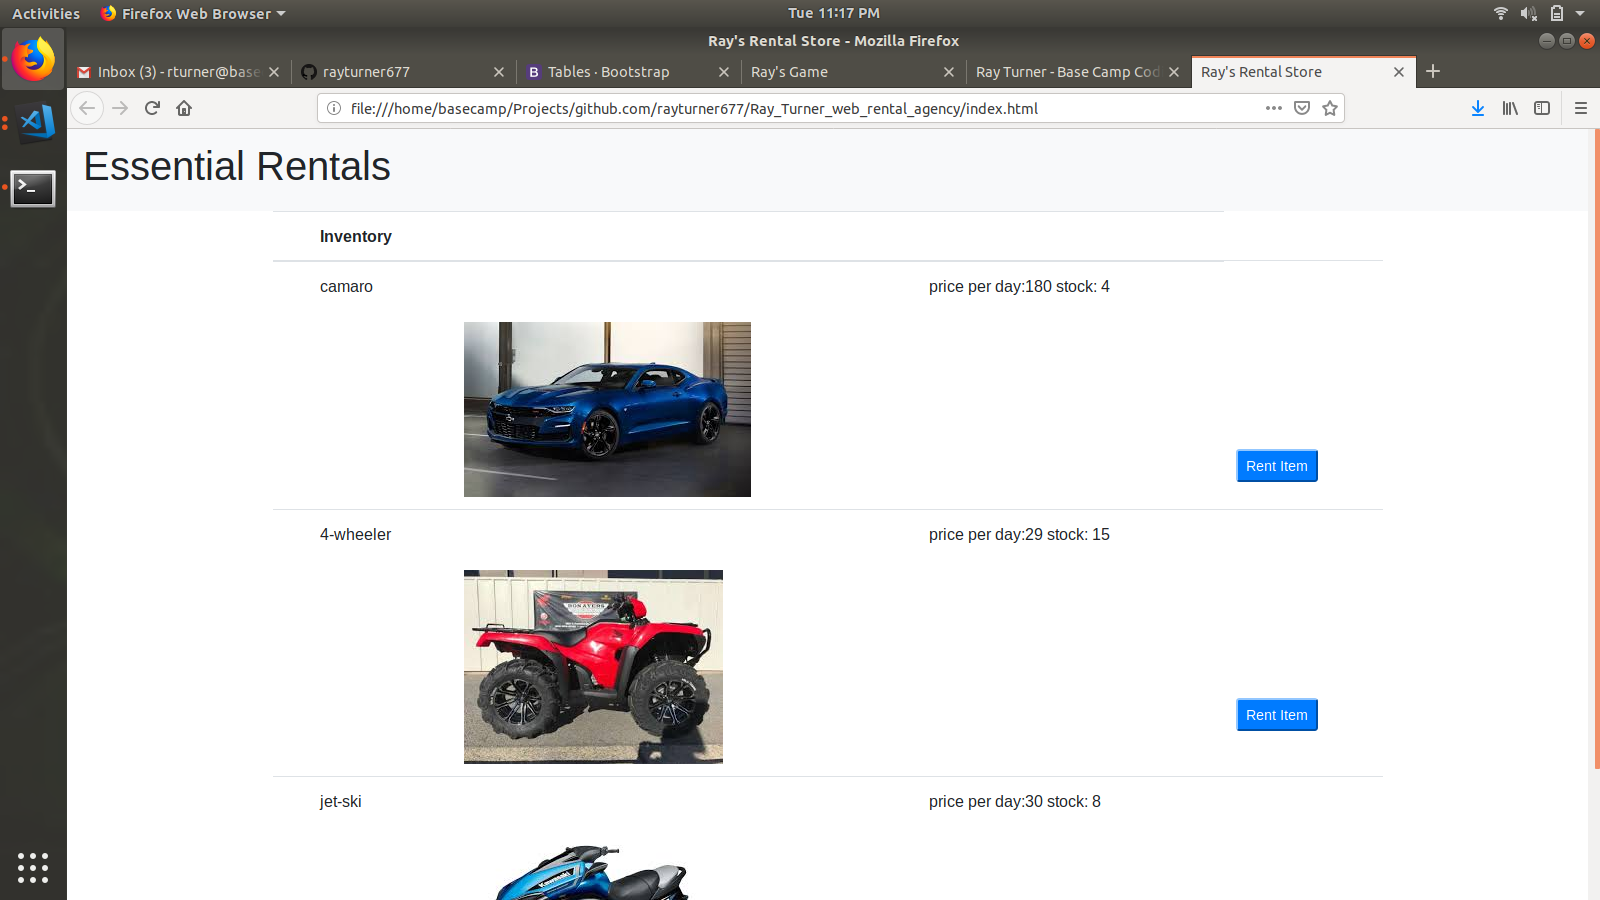 Activities
Firefox Web Browser
Tue 11:17 PM
Ray's Rental Store - Mozilla Firefox
Inbox (3) - rturner@base
rayturner677
B
Tables · Bootstrap
Ray's Game
Ray Turner - Base Camp Cod
Ray's Rental Store
file:///home/basecamp/Projects/github.com/rayturner677/Ray_Turner_web_rental_agency/index.html
Essential Rentals
Inventory
camaro
price per day:180 stock: 4
Rent Item
4-wheeler
price per day:29 stock: 15
Rent Item
jet-ski
price per day:30 stock: 8
Kawasaki